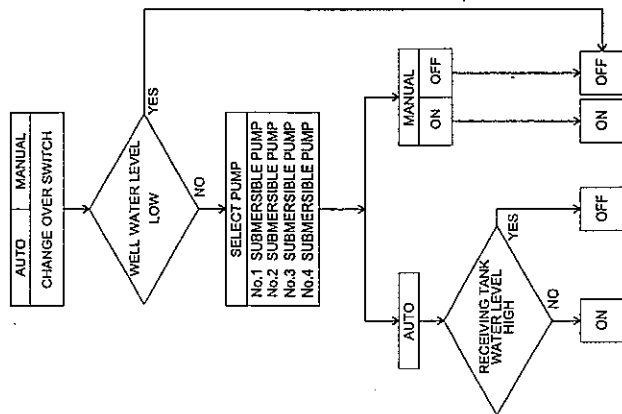 AUTO MANUAL
CHANGE OVER SWITCH
WELL WATER LEVEL
LOW
YES
NO
SELECT PUMP
No.1 SUBMERSIBLE PUMP
No.2 SUBMERSIBLE PUMP
No.3 SUBMERSIBLE PUMP
No.4 SUBMERSIBLE PUMP
AUTO
RECEIVING TANK
WATER LEVEL
HIGH
YES
NO
ON
OFF
MANUAL
ON OFF
ON
OFF